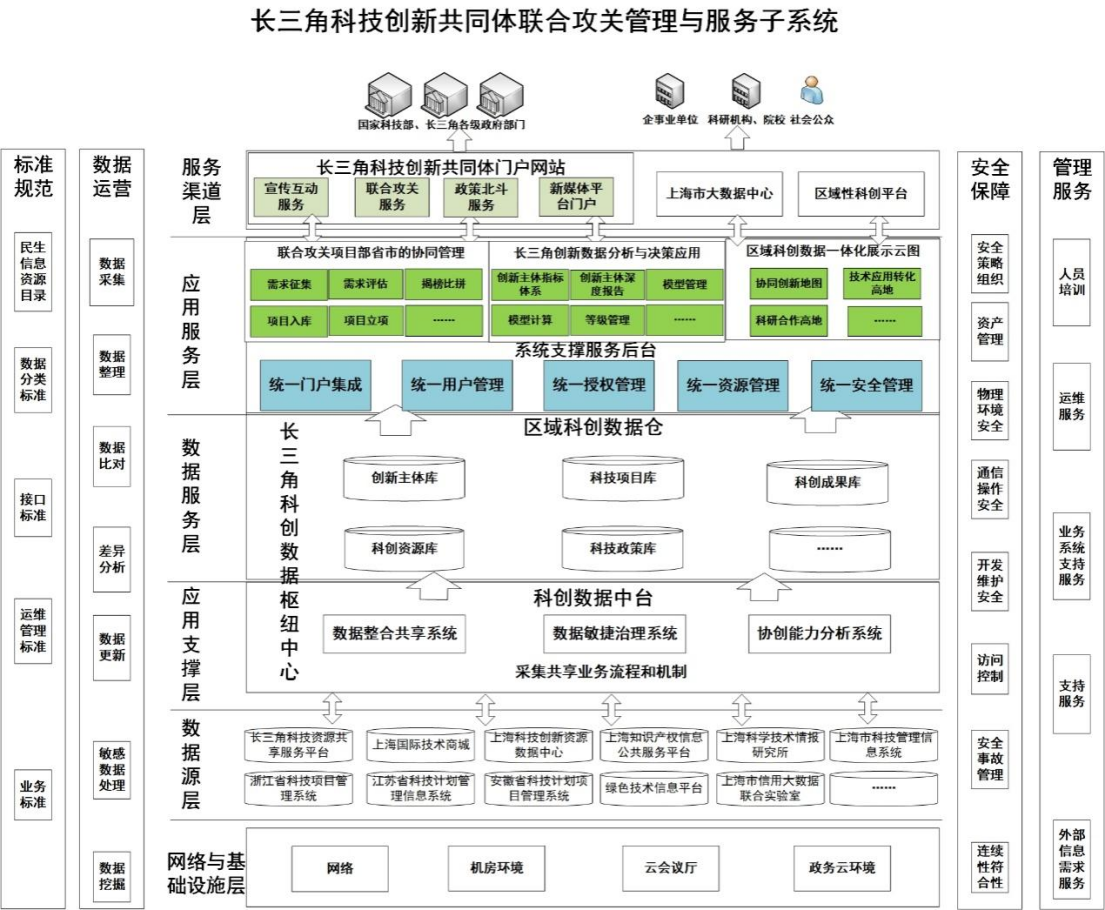 长三角科技创新共同体联合攻关管理与服务子系统
国家科技部、长三角各级政府部门
企事业单位
科研机构、院校
社会公众
标准
规范
民生
信息
资源
目录
数据
分类
标准
接口
标准
运维
管理
标准
业务
标准
数据
运营
数据
采集
数据
整理
数据
比对
差异
分析
数据
更新
敏感
数据
处理
数据
挖掘
服务
渠道
层
长三角科技创新共同体门户网站
宣传互动
服务
联合攻关
服务
政策北斗
服务
新媒体平
台门户
上海市大数据中心
区域性科创平台
应
用
服
务
层
联合攻关项目部省市的协同管理
需求征集
需求评估
揭榜比拼
项目入库
项目立项
……
长三角创新数据分析与决策应用
创新主体指标
体系
创新主体深
度报告
模型管理
模型计算
等级管理
……
区域科创数据一体化展示云图
协同创新地图
技术应用转化
高地
科研合作高地
……
系统支撑服务后台
统一门户集成
统一用户管理
统一授权管理
统一资源管理
统一安全管理
数
据
服
务
层
长
三
角
科
创
数
据
枢
纽
中
心
区域科创数据仓
创新主体库
科技项目库
科创成果库
科创资源库
科技政策库
……
应
用
支
撑
层
科创数据中台
数据整合共享系统
数据敏捷治理系统
协创能力分析系统
采集共享业务流程和机制
数
据
源
层
长三角科技资源共
享服务平台
上海国际技术商城
上海科技创新资源
数据中心
上海知识产权信息
公共服务平台
上海科学技术情报
研究所
上海市科技管理信
息系统
浙江省科技项目管
理系统
江苏省科技计划管
理信息系统
安徽省科技计划项
目管理系统
绿色技术信息平台
上海市信用大数据
联合实验室
……
网络与基
础设施层
网络
机房环境
云会议厅
政务云环境
安全
保障
安全
策略
组织
资产
管理
物理
环境
安全
通信
操作
安全
开发
维护
安全
访问
控制
安全
事故
管理
连续
性符
合性
管理
服务
人员
培训
运维
服务
业务
系统
支持
服务
支持
服务
外部
信息
需求
服务